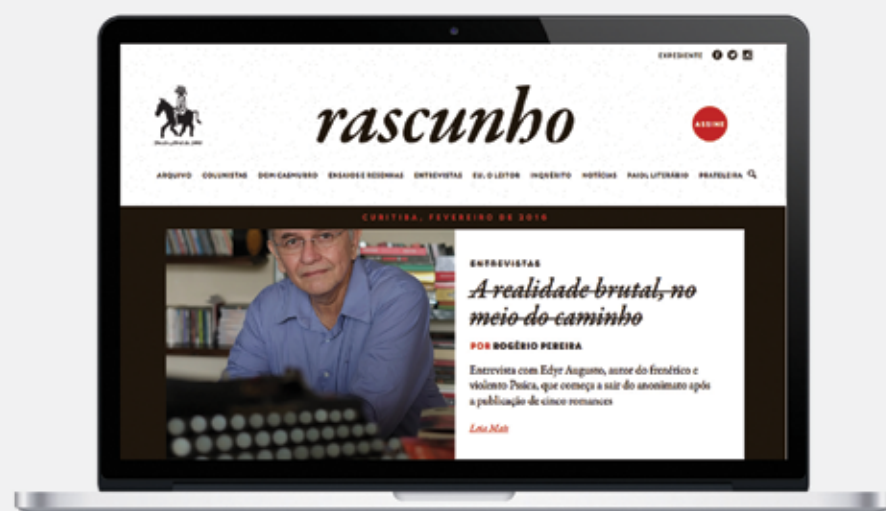 EXPEDIENTE
rascunho
ASSINE
ARQUIVO COLUNISTAS DOM CASMURRO ENSAIOS E RESENHAS ENTREVISTAS EU, O LEITOR INQUÉRITO NOTÍCIAS PAIOL LITERÁRIO PRATELEIRA
CURITIBA, FEVEREIRO DE 2016
ENTREVISTAS
A realidade brutal, no
meio do caminho
POR ROGÉRIO PEREIRA
Entrevista com Edyr Augusto, autor do frenético e
violento Pssica, que começa a sair do anonimato após
a publicação de cinco romances
Leia Mais